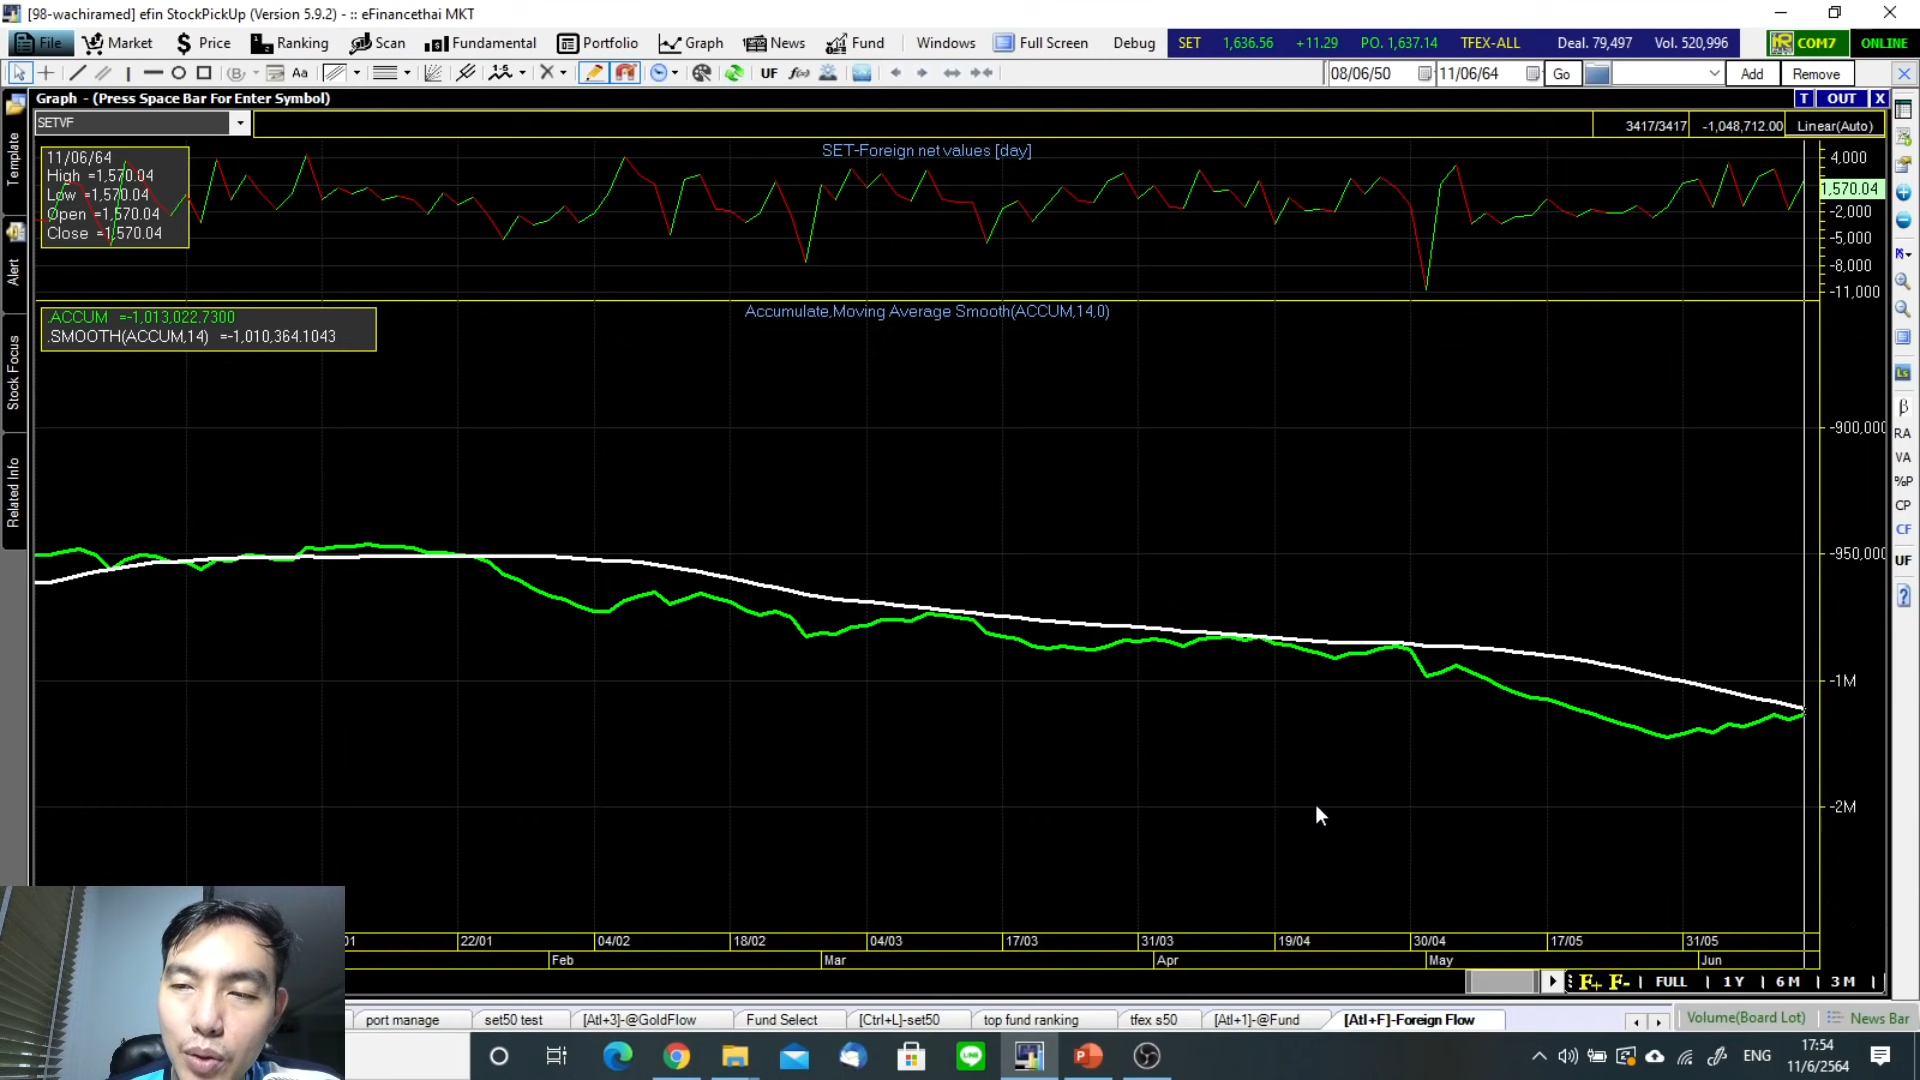 [98-wachiramed] efin StockPickUp (Version 5.9.2) - :: eFinancethai MKT
File Market Price Ranking Scan Fundamental Portfolio Graph News Fund Windows Full Screen Debug SET 1,636.56 +11.29 PO. 1,637.14 TFEX-ALL Deal. 79,497 Vol. 520,996 COM7 ONLINE
Aa 1-5 UF f(x) 08/06/50 11/06/64 Go Add Remove
Graph - (Press Space Bar For Enter Symbol) T OUT X
SETVF 3417/3417 -1,048,712.00 Linear(Auto)
SET-Foreign net values [day]
11/06/64
High =1,570.04
Low =1,570.04
Open =1,570.04
Close =1,570.04
4,000
1,570.04
-2,000
-5,000
-8,000
-11,000
Accumulate,Moving Average Smooth(ACCUM,14,0)
.ACCUM =-1,013,022.7300
.SMOOTH(ACCUM,14) =-1,010,364.1043
-900,000
-950,000
-1M
-2M
Template
Alert
Stock Focus
Related Info
Ls
β
RA
VA
%P
CP
CF
UF
?
01 22/01 04/02 18/02 04/03 17/03 31/03 19/04 30/04 17/05 31/05
Feb Mar Apr May Jun
F+ F- FULL 1 Y 6 M 3 M
port manage set50 test [Atl+3]-@GoldFlow Fund Select [Ctrl+L]-set50 top fund ranking tfex s50 [Atl+1]-@Fund [Atl+F]-Foreign Flow Volume(Board Lot) News Bar
ENG 17:54
11/6/2564